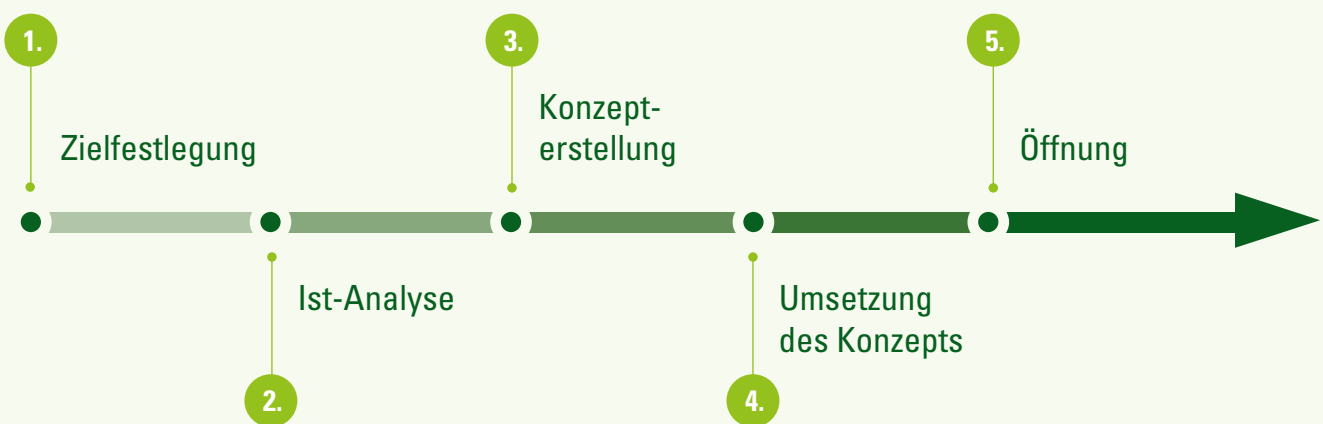 1.
Zielfestlegung
2.
Ist-Analyse
3.
Konzept-
erstellung
4.
Umsetzung
des Konzepts
5.
Öffnung